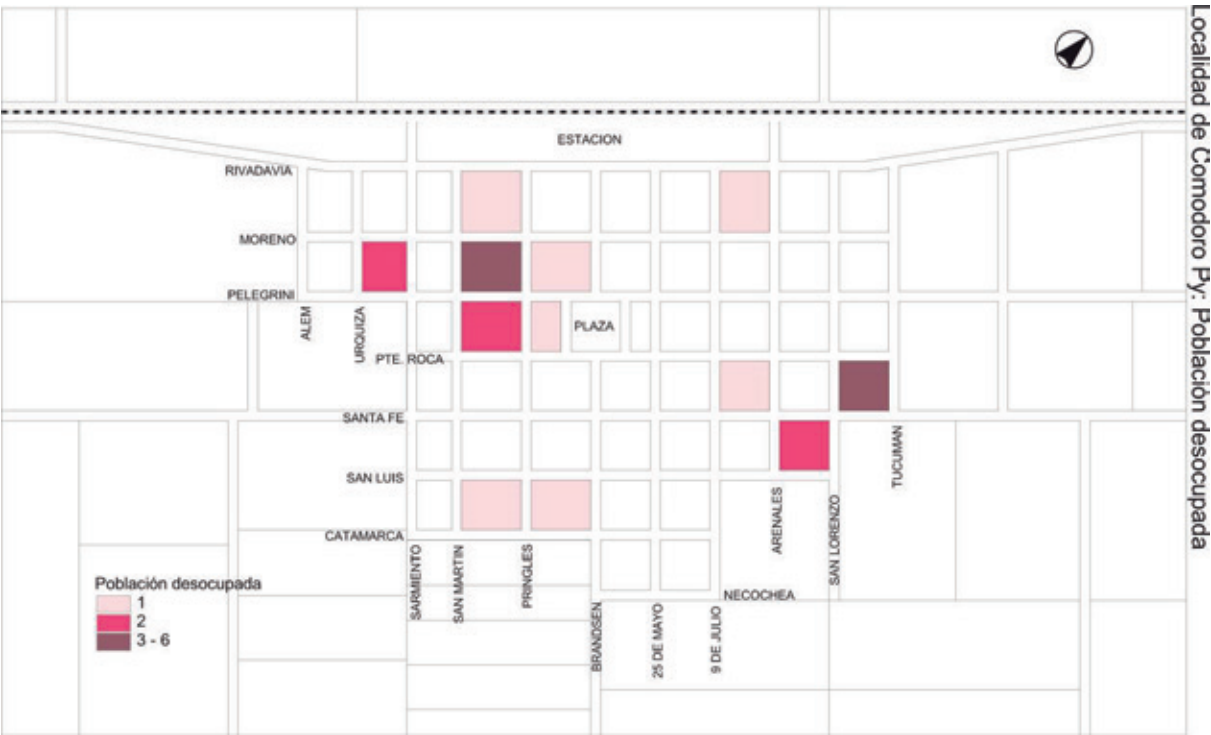 Localidad de Comodoro Py: Población desocupada
ESTACION
RIVADAVIA
MORENO
PELEGRINI
ALEM
URQUIZA
PLAZA
PTE. ROCA
SANTA FE
TUCUMAN
SAN LUIS
ARENALES
SAN LORENZO
CATAMARCA
SARMIENTO
SAN MARTIN
PRINGLES
NECOCHEA
BRANDSEN
25 DE MAYO
9 DE JULIO
Población desocupada
1
2
3 - 6